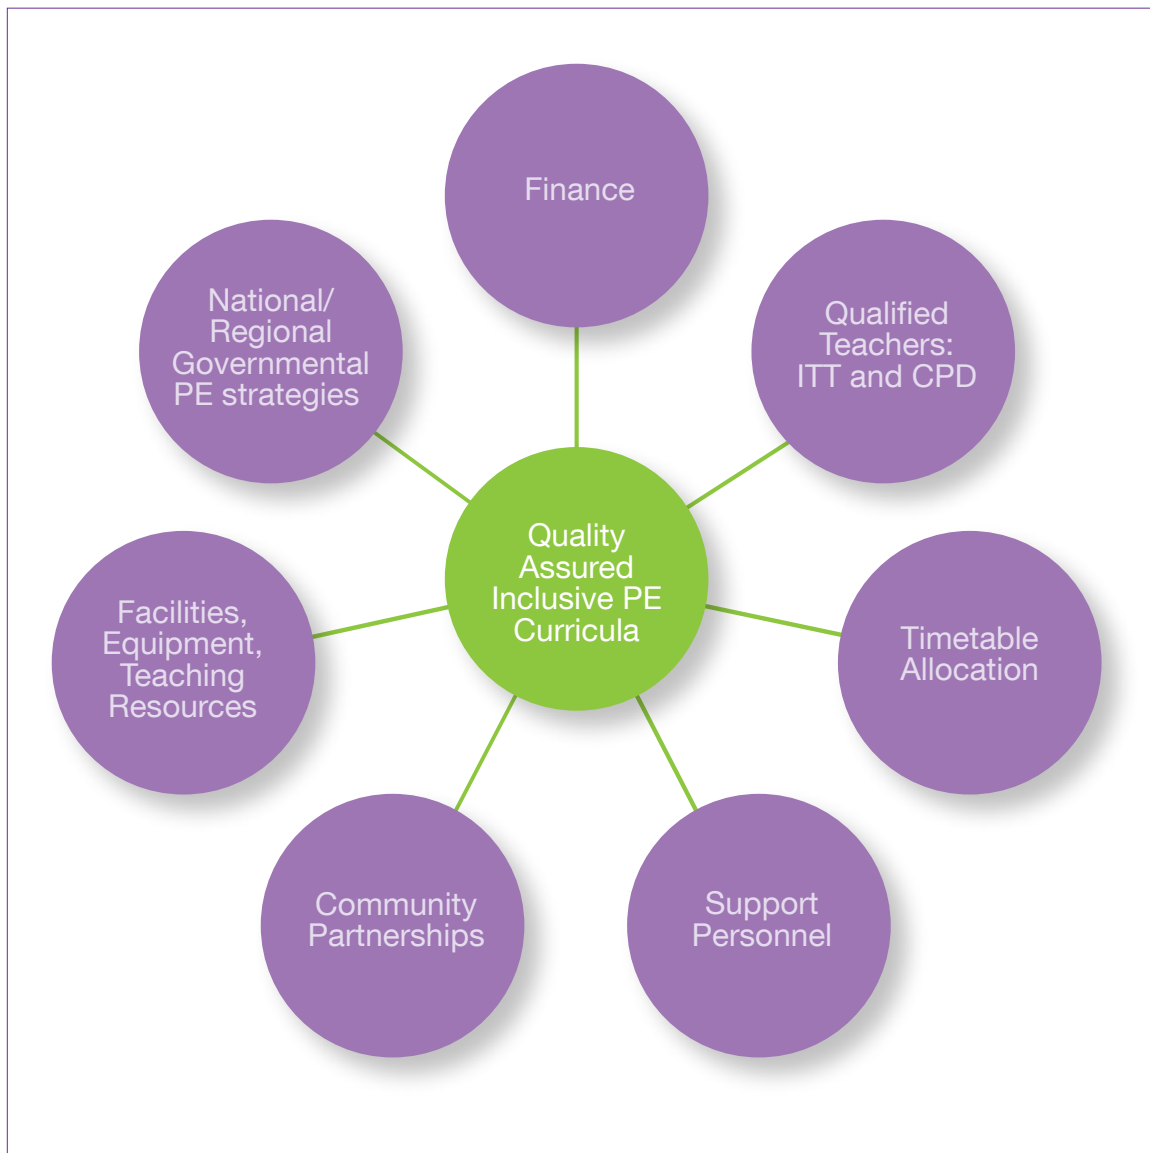 Finance
National/
Regional
Governmental
PE strategies
Qualified
Teachers:
ITT and CPD
Quality
Assured
Inclusive PE
Curricula
Facilities,
Equipment,
Teaching
Resources
Timetable
Allocation
Community
Partnerships
Support
Personnel